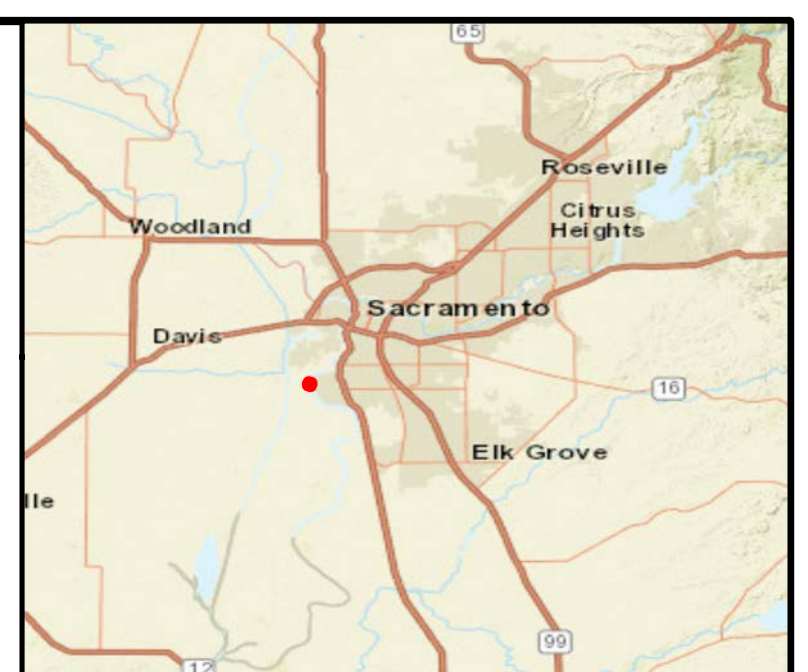 65
Roseville
Citrus
Heights
Woodland
Sacramento
Davis
16
Elk Grove
lle
99
12